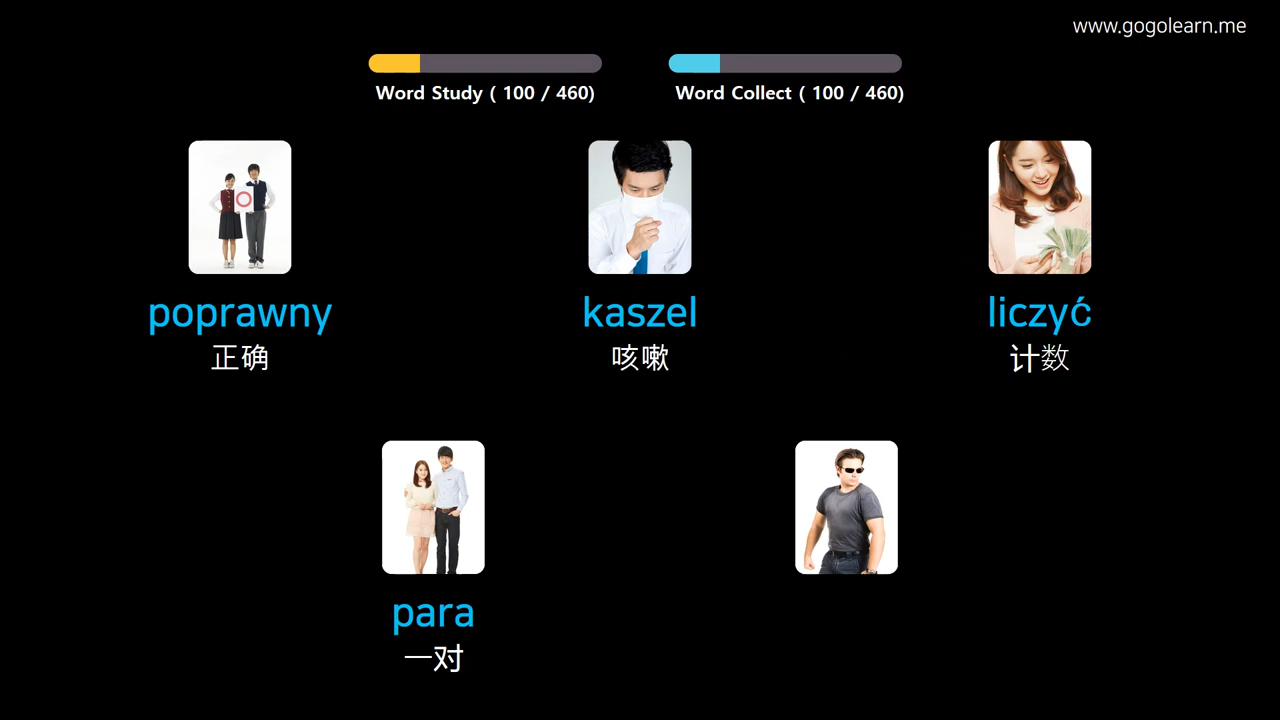 www.gogolearn.me
Word Study ( 100 / 460)
Word Collect ( 100 / 460)
poprawny
正确
kaszel
咳嗽
liczyć
计数
para
一对